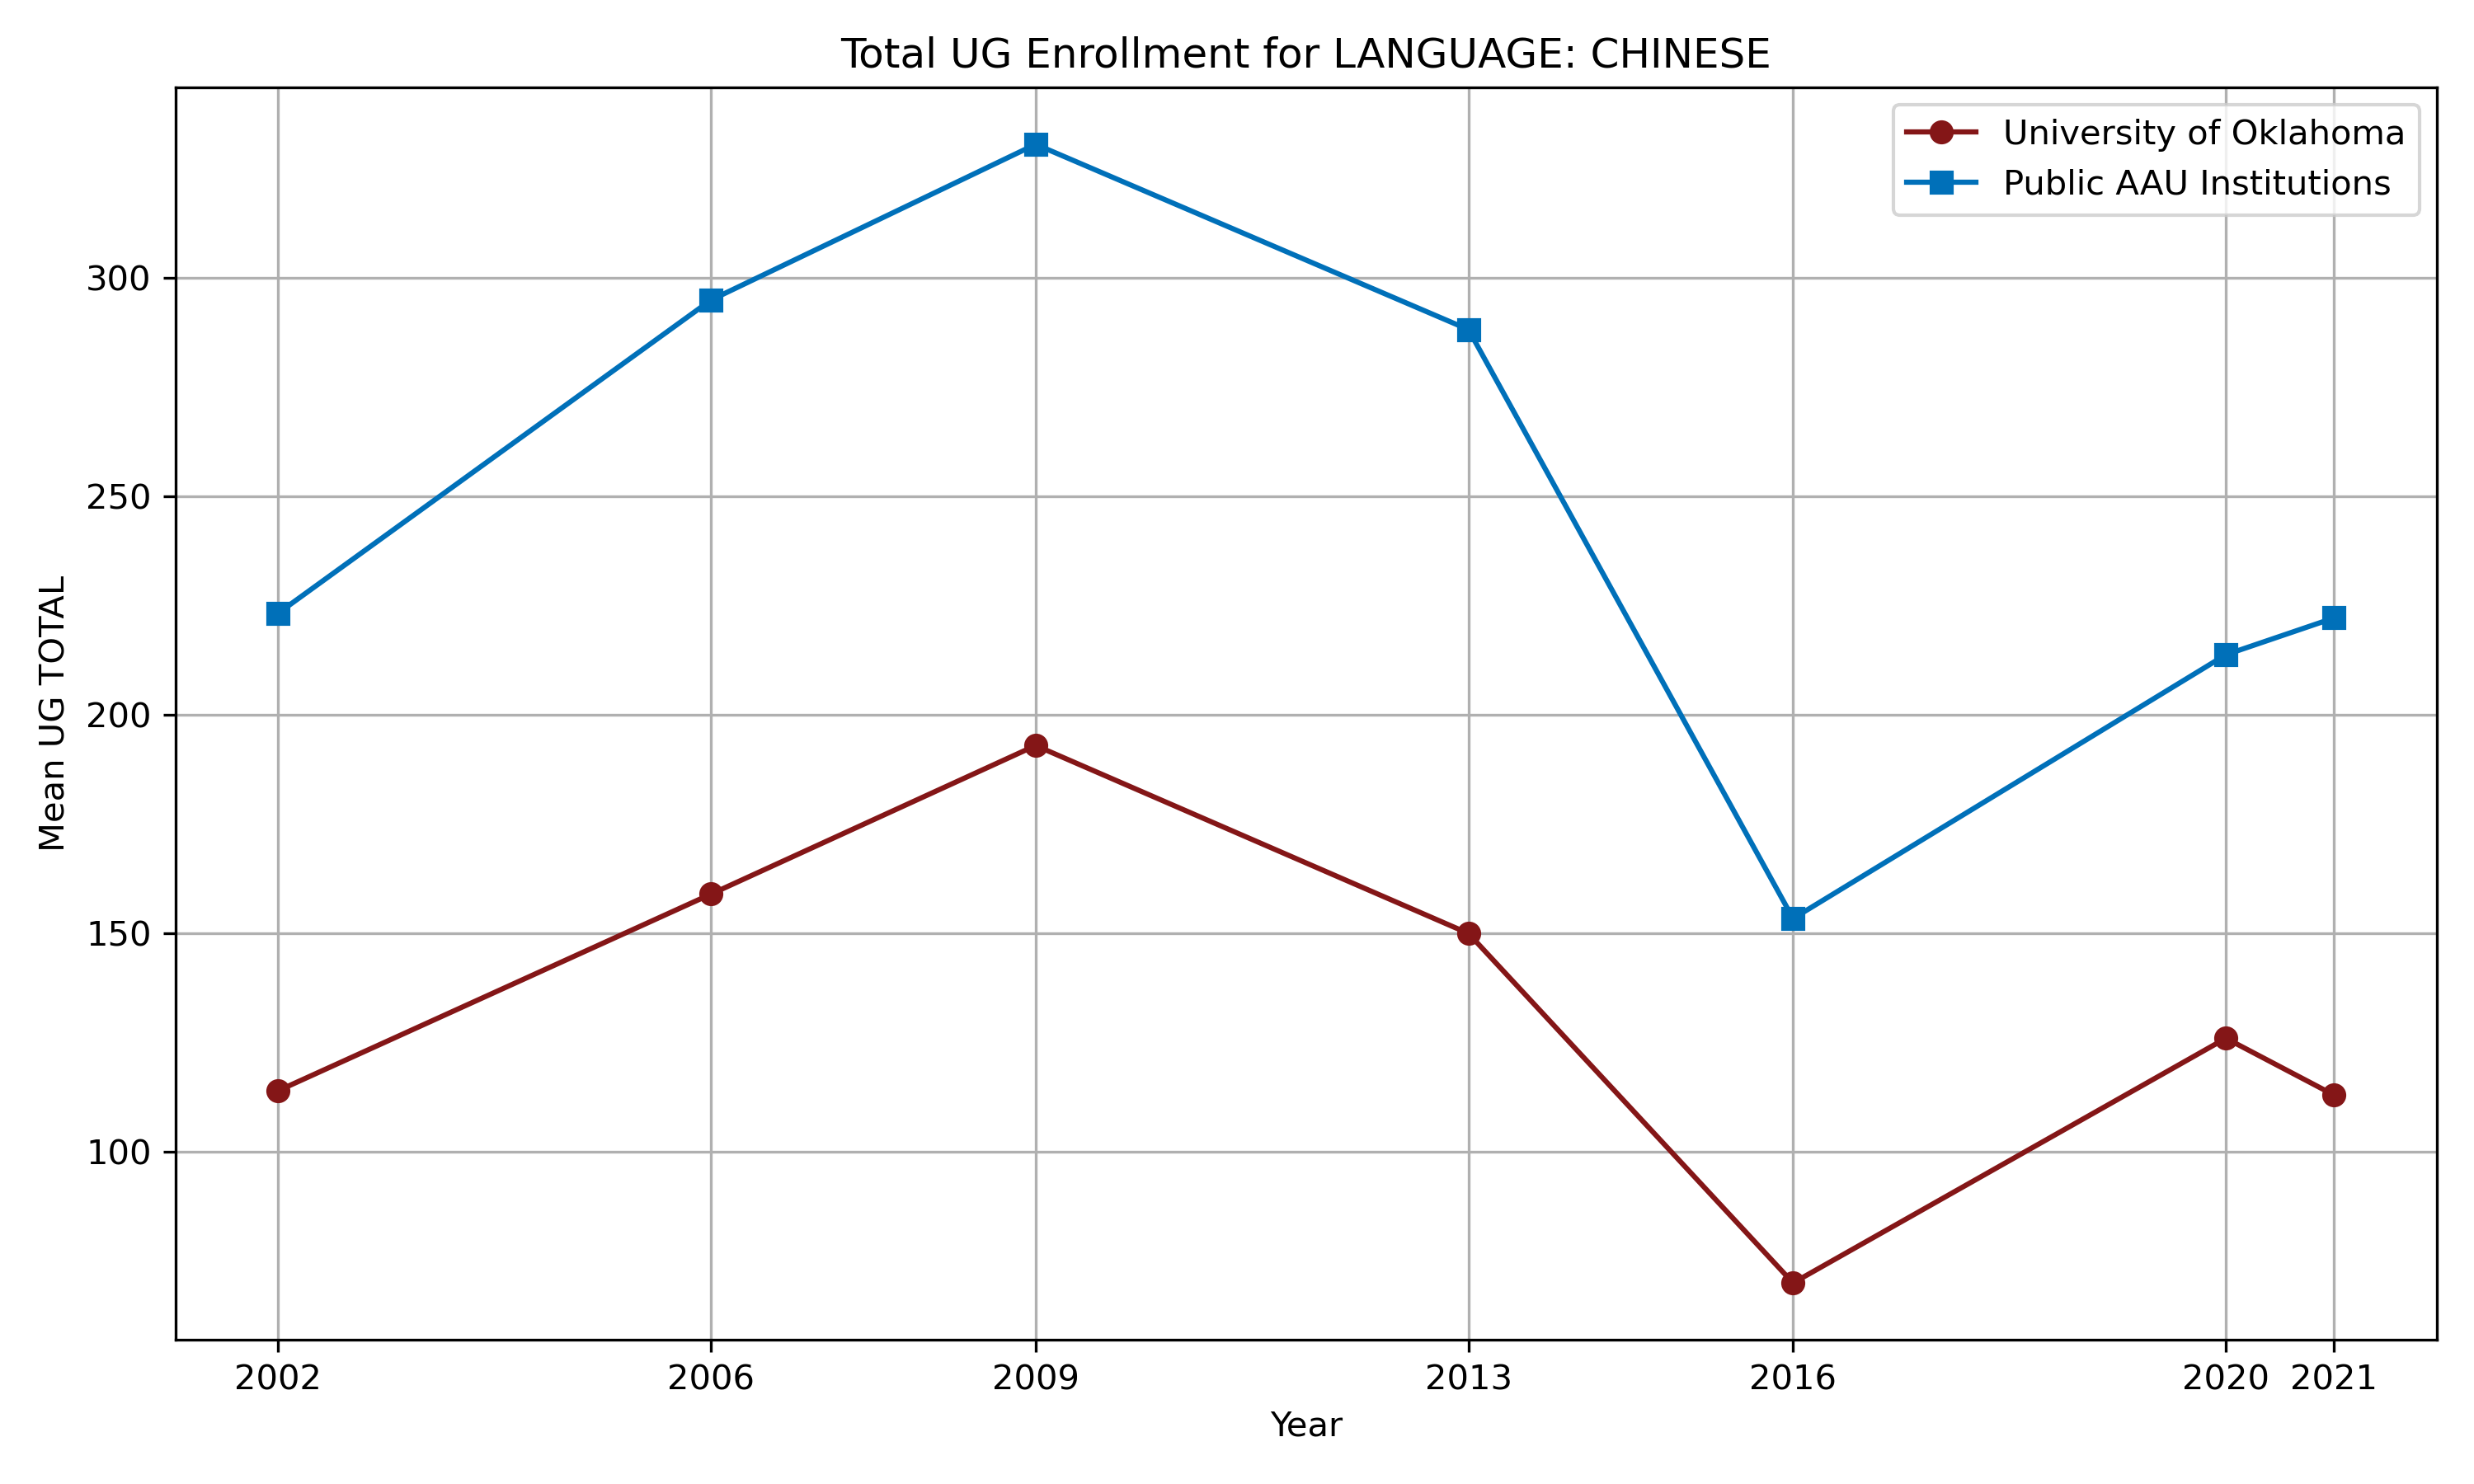 Total UG Enrollment for LANGUAGE: CHINESE
University of Oklahoma
Public AAU Institutions
Mean UG TOTAL
300
250
200
150
100
2002 2006 2009 2013 2016 2020 2021
Year